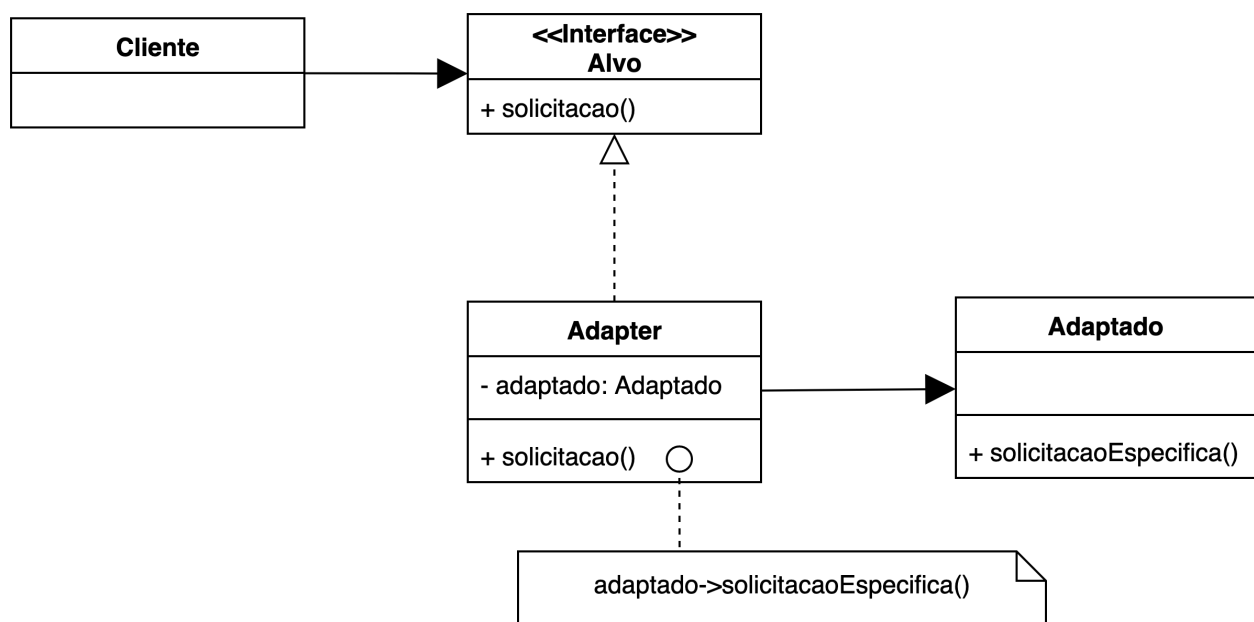 Cliente
<<Interface>>
Alvo
+ solicitacao()
Adapter
- adaptado: Adaptado
+ solicitacao()
Adaptado
+ solicitacaoEspecifica()
adaptado->solicitacaoEspecifica()